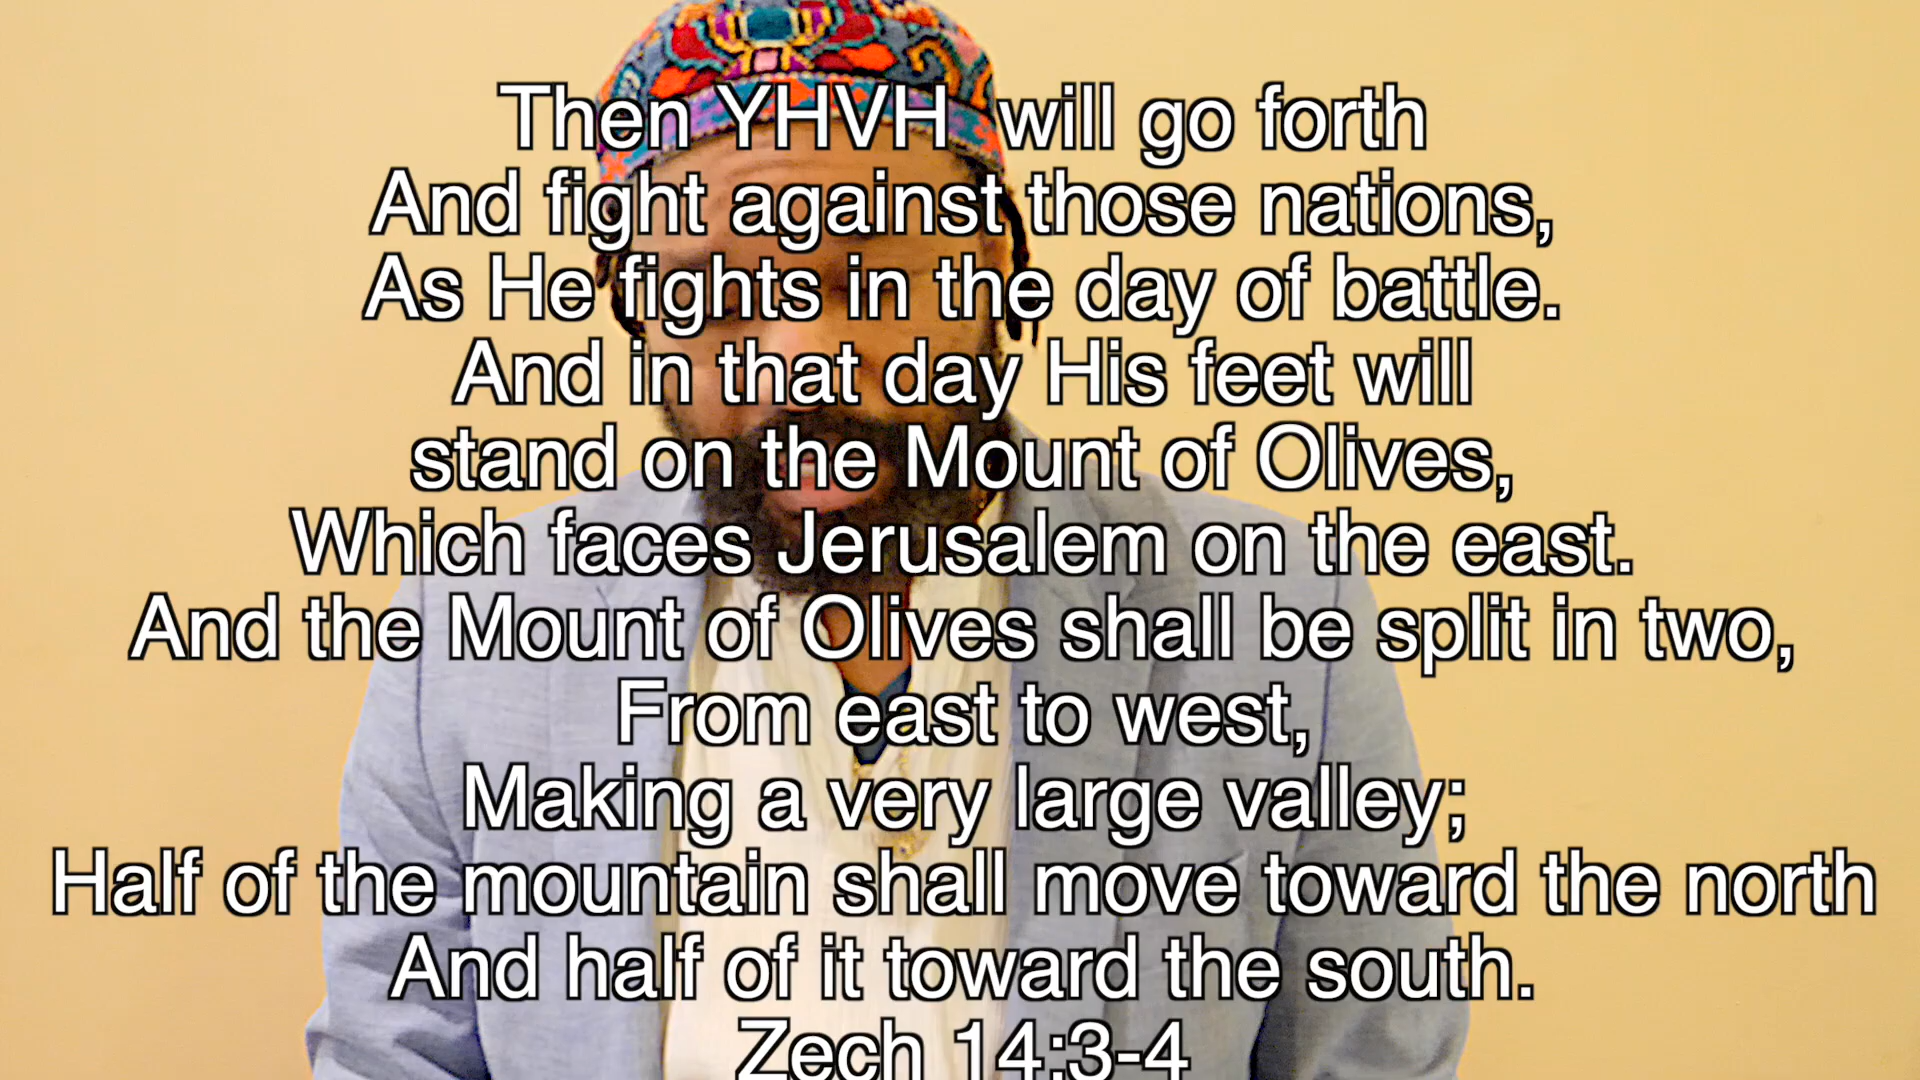 Then YHVH will go forth
And fight against those nations,
As He fights in the day of battle.
And in that day His feet will
stand on the Mount of Olives,
Which faces Jerusalem on the east.
And the Mount of Olives shall be split in two,
From east to west,
Making a very large valley;
Half of the mountain shall move toward the north
And half of it toward the south.
Zech 14:3-4